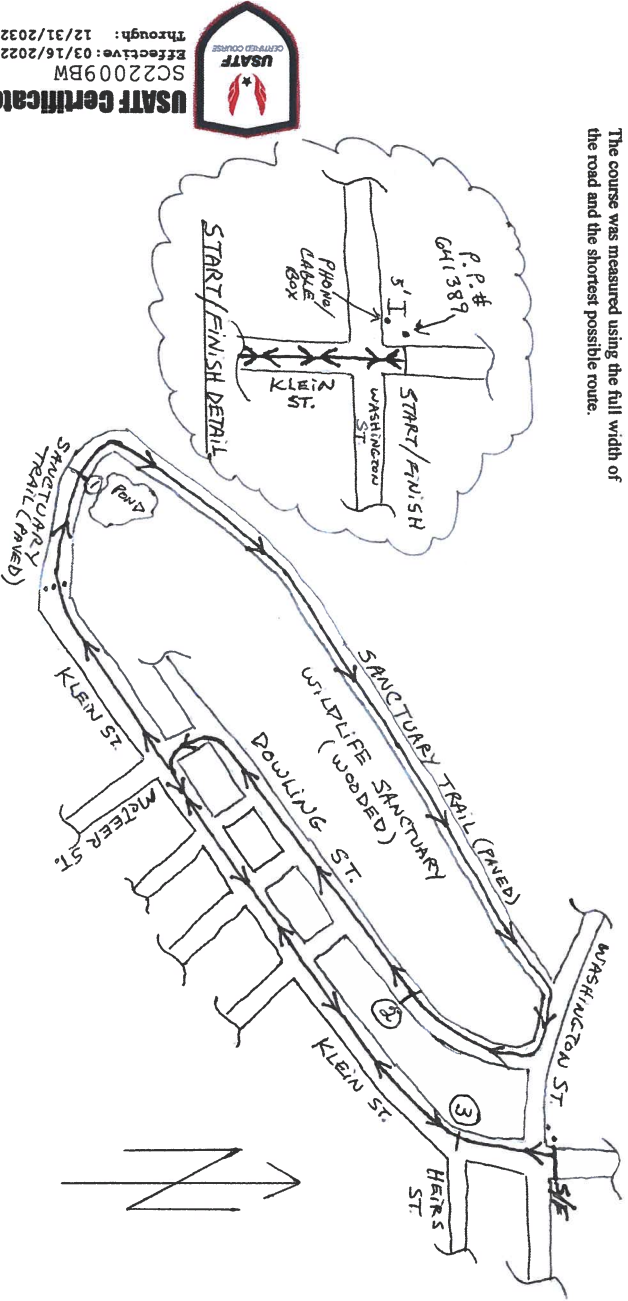 The course was measured using the full width of
the road and the shortest possible route.
USATF Certificate
SC22009BW
Effective: 03/16/2022
Through: 12/31/2032
USATF
CERTIFIED COURSE
P.P.#
641389
5'
PHONE/
CABLE
BOX
START/FINISH
WASHINGTON
ST.
KLEIN
ST.
START/FINISH DETAIL
SANCTUARY
TRAIL (PAVED)
1
POND
SANCTUARY TRAIL (PAVED)
WILDLIFE SANCTUARY
(WOODED)
DOWLING ST.
KLEIN ST.
McTEER ST.
2
KLEIN ST.
3
WASHINGTON ST.
S/F
HEIRS
ST.
N